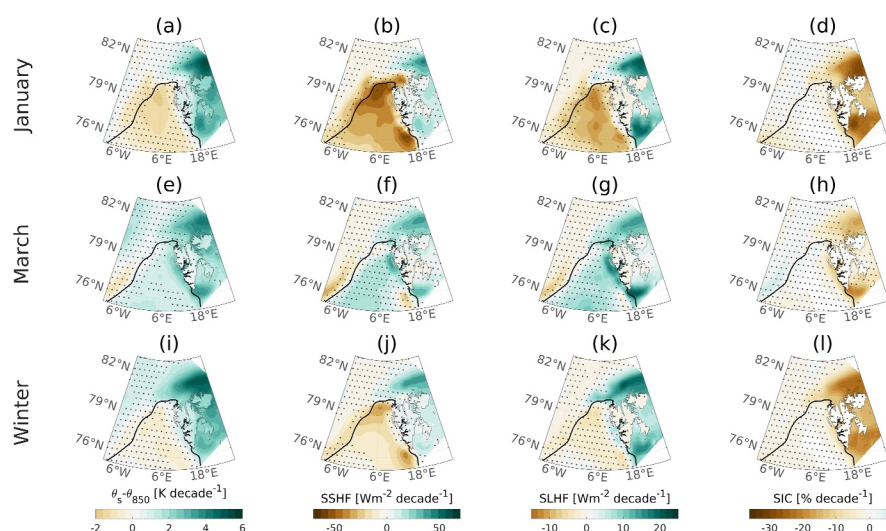 (a) (b) (c) (d)
January
82°N 82°N 82°N 82°N
79°N 79°N 79°N 79°N
76°N 76°N 76°N 76°N
6°W 6°E 18°E 6°W 6°E 18°E 6°W 6°E 18°E 6°W 6°E 18°E
(e) (f) (g) (h)
March
82°N 82°N 82°N 82°N
79°N 79°N 79°N 79°N
76°N 76°N 76°N 76°N
6°W 6°E 18°E 6°W 6°E 18°E 6°W 6°E 18°E 6°W 6°E 18°E
(i) (j) (k) (l)
Winter
82°N 82°N 82°N 82°N
79°N 79°N 79°N 79°N
76°N 76°N 76°N 76°N
6°W 6°E 18°E 6°W 6°E 18°E 6°W 6°E 18°E 6°W 6°E 18°E
θs-θ850 [K decade⁻¹] SSHF [Wm⁻² decade⁻¹] SLHF [Wm⁻² decade⁻¹] SIC [% decade⁻¹]
-2 0 2 4 6 -50 0 50 -10 0 10 20 -30 -20 -10 0